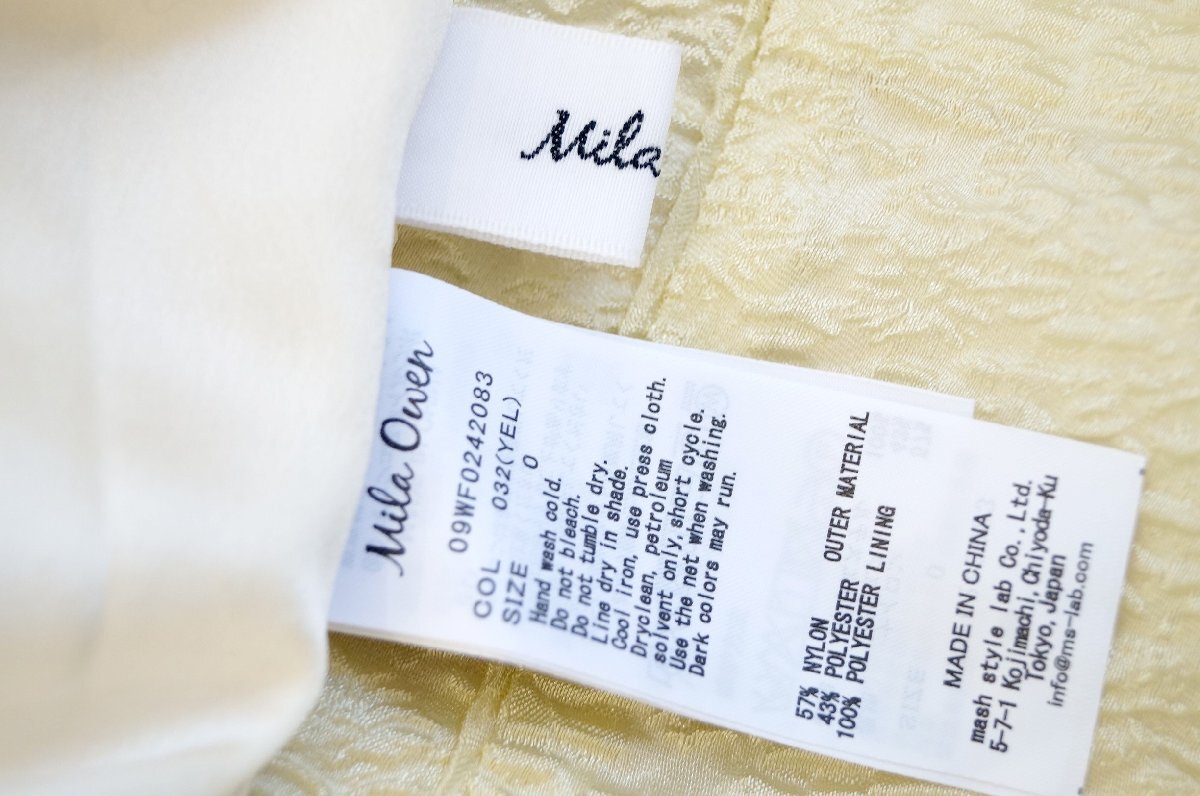 Mila
Mila Owen
09WFO242083
COL 032(YEL)
SIZE 0
Hand wash cold.
Do not bleach.
Do not tumble dry.
Line dry in shade.
Cool iron, use press cloth.
Dryclean, petroleum
solvent only, short cycle.
Use the net when washing.
Dark colors may run.
57% NYLON OUTER MATERIAL
43% POLYESTER
100% POLYESTER LINING
MADE IN CHINA
mash style lab Co., Ltd.
5-7-1 Kojimachi, Chiyoda-Ku
Tokyo, Japan
info@ms-lab.com